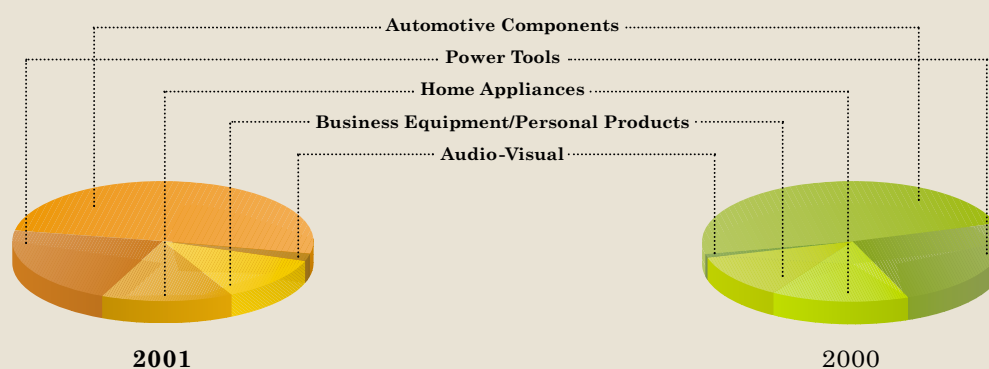 Automotive Components
Power Tools
Home Appliances
Business Equipment/Personal Products
Audio-Visual
2001
2000